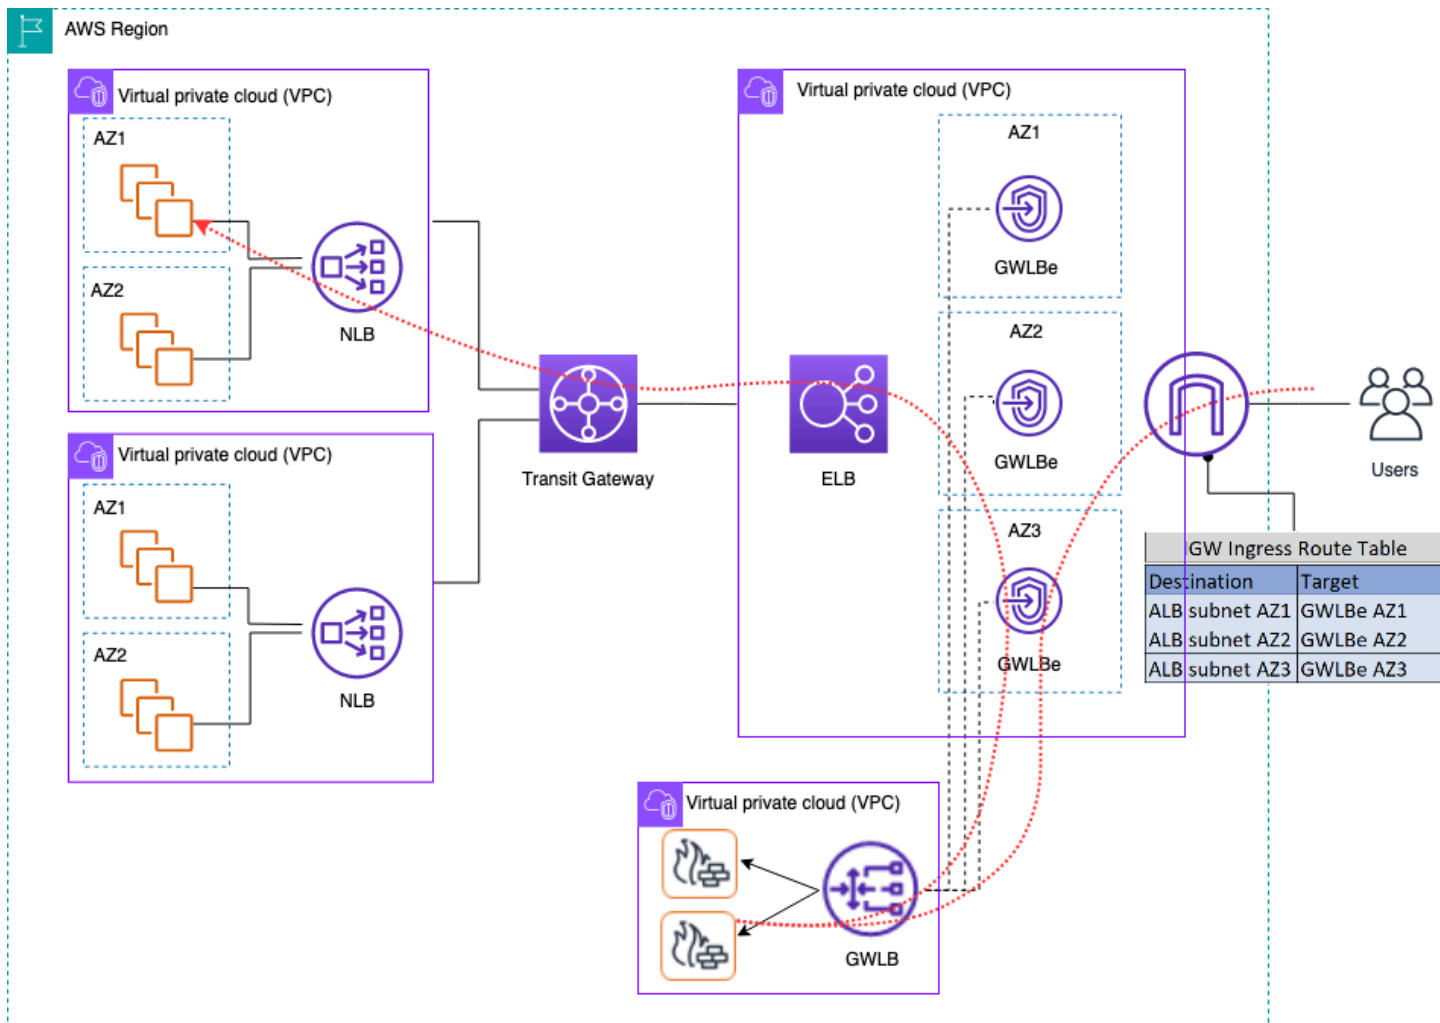 AWS Region
Virtual private cloud (VPC)
AZ1
AZ2
NLB
Virtual private cloud (VPC)
AZ1
AZ2
NLB
Transit Gateway
Virtual private cloud (VPC)
ELB
AZ1
GWLBe
AZ2
GWLBe
AZ3
GWLBe
Users
IGW Ingress Route Table
Destination Target
ALB subnet AZ1 GWLBe AZ1
ALB subnet AZ2 GWLBe AZ2
ALB subnet AZ3 GWLBe AZ3
Virtual private cloud (VPC)
GWLB